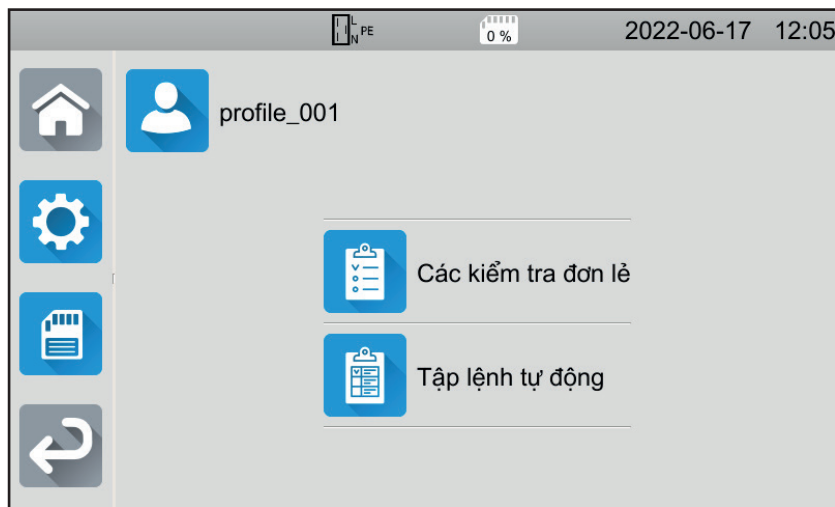 L
N PE
0 %
2022-06-17 12:05
profile_001
Các kiểm tra đơn lẻ
Tập lệnh tự động